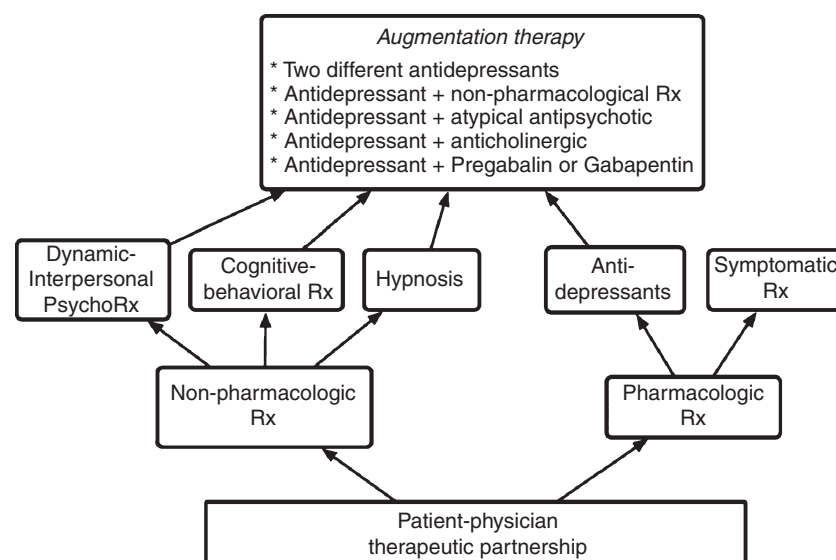 Augmentation therapy
* Two different antidepressants
* Antidepressant + non-pharmacological Rx
* Antidepressant + atypical antipsychotic
* Antidepressant + anticholinergic
* Antidepressant + Pregabalin or Gabapentin
Dynamic-
Interpersonal
PsychoRx
Cognitive-
behavioral Rx
Hypnosis
Anti-
depressants
Symptomatic
Rx
Non-pharmacologic
Rx
Pharmacologic
Rx
Patient-physician
therapeutic partnership